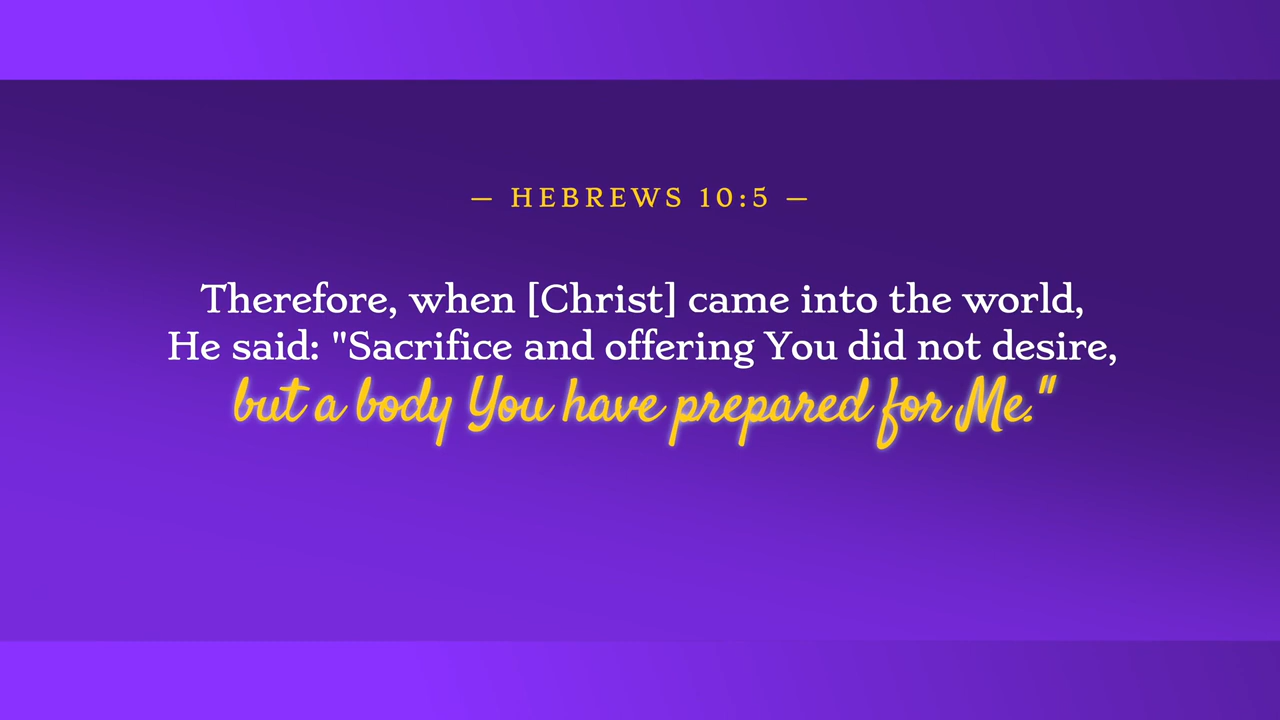 — HEBREWS 10:5 —
Therefore, when [Christ] came into the world,
He said: "Sacrifice and offering You did not desire,
but a body You have prepared for Me."